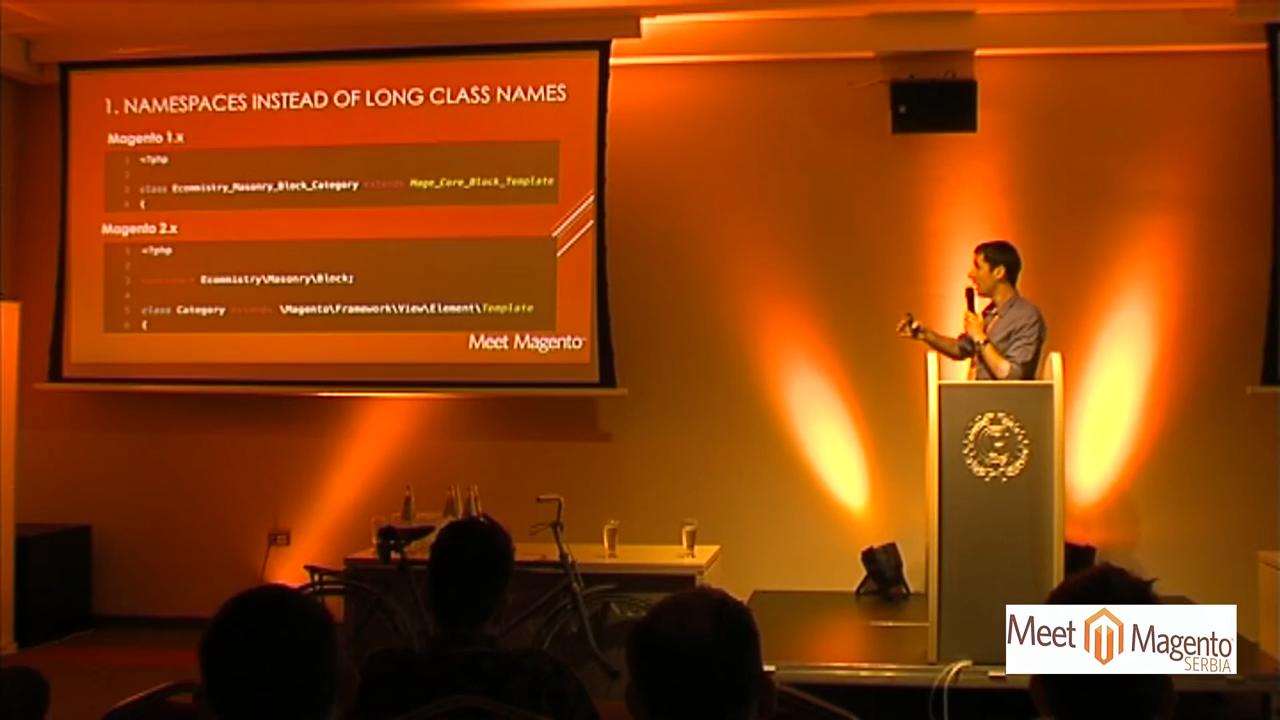 1. NAMESPACES INSTEAD OF LONG CLASS NAMES
Magento 1.x
1 <?php
2
3 class Ecommistry_Masonry_Block_Category extends Mage_Core_Block_Template
4 {
Magento 2.x
1 <?php
2
3 Ecommistry\Masonry\Block;
4
5 class Category extends \Magento\Framework\View\Element\Template
6 {
Meet Magento
Meet Magento
SERBIA